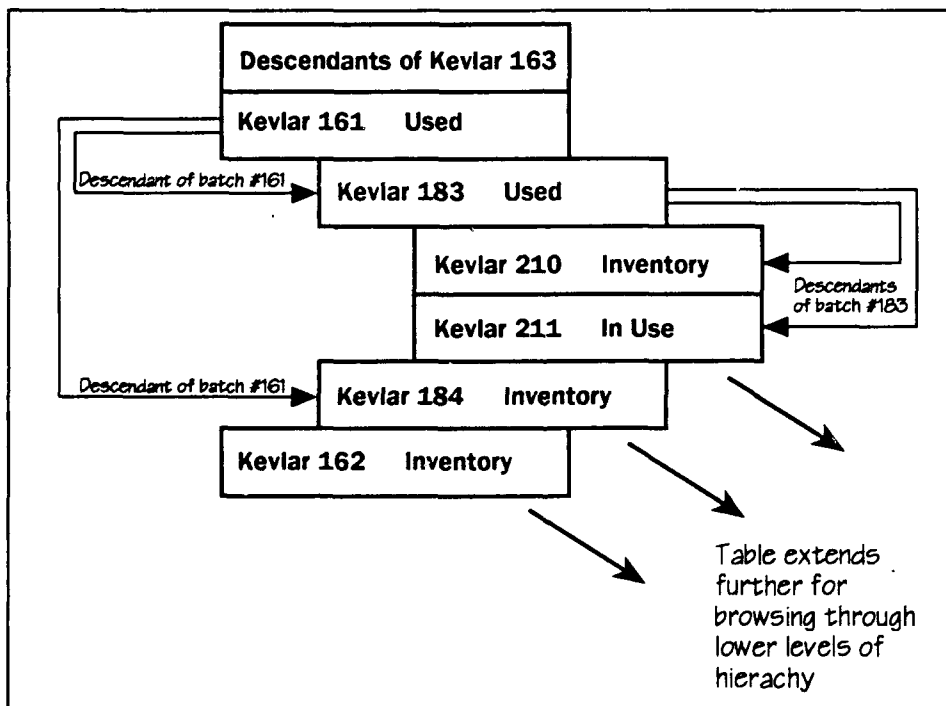 Descendants of Kevlar 163
Kevlar 161 Used
Descendant of batch #161
Kevlar 183 Used
Kevlar 210 Inventory
Descendants
of batch #183
Kevlar 211 In Use
Descendant of batch #161
Kevlar 184 Inventory
Kevlar 162 Inventory
Table extends
further for
browsing through
lower levels of
hierachy